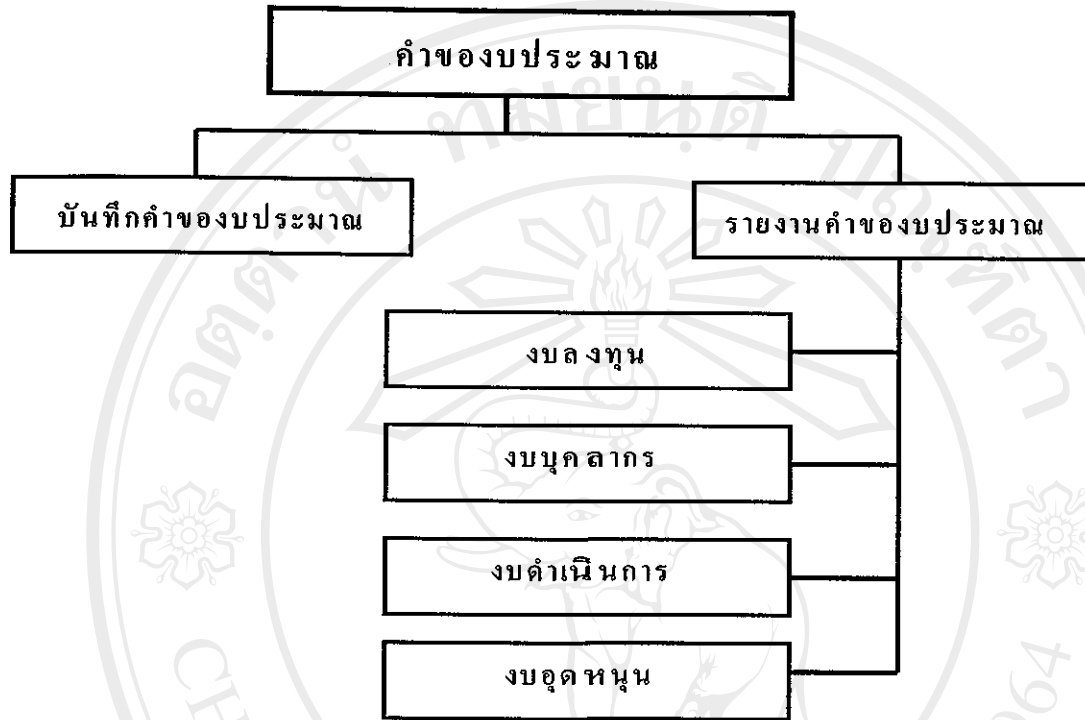 คำของบประมาณ
บันทึกคำของบประมาณ
รายงานคำของบประมาณ
งบลงทุน
งบบุคลากร
งบดำเนินการ
งบอุดหนุน